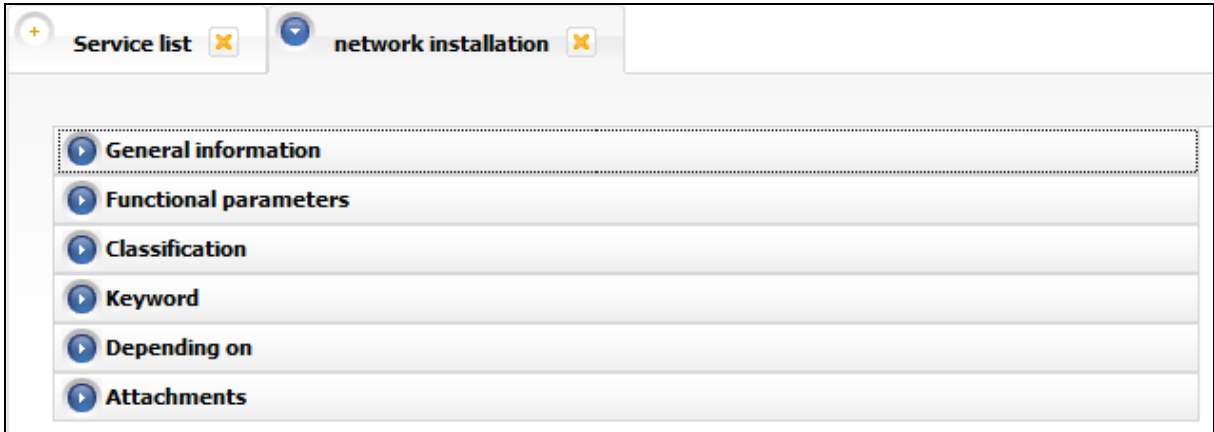 Service list
network installation
General information
Functional parameters
Classification
Keyword
Depending on
Attachments